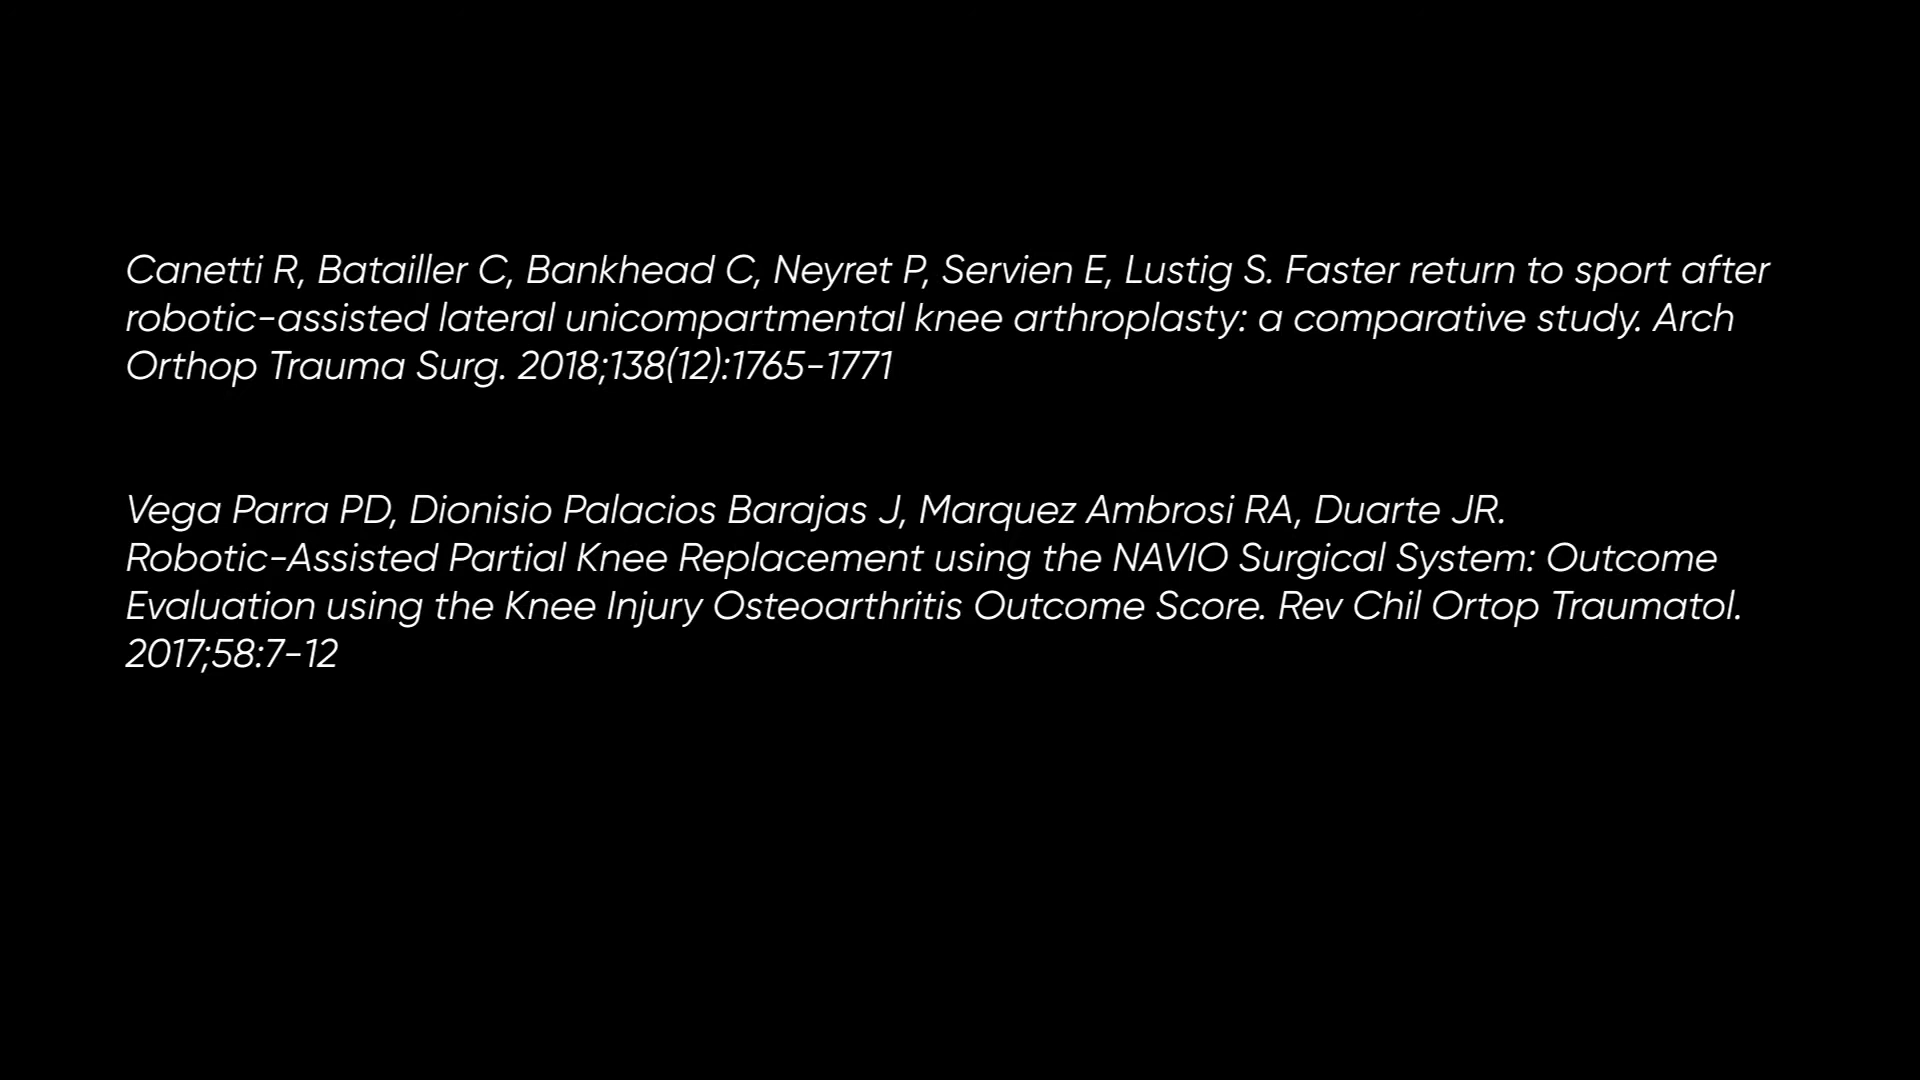 Canetti R, Batailler C, Bankhead C, Neyret P, Servien E, Lustig S. Faster return to sport after
robotic-assisted lateral unicompartmental knee arthroplasty: a comparative study. Arch
Orthop Trauma Surg. 2018;138(12):1765-1771
Vega Parra PD, Dionisio Palacios Barajas J, Marquez Ambrosi RA, Duarte JR.
Robotic-Assisted Partial Knee Replacement using the NAVIO Surgical System: Outcome
Evaluation using the Knee Injury Osteoarthritis Outcome Score. Rev Chil Ortop Traumatol.
2017;58:7-12